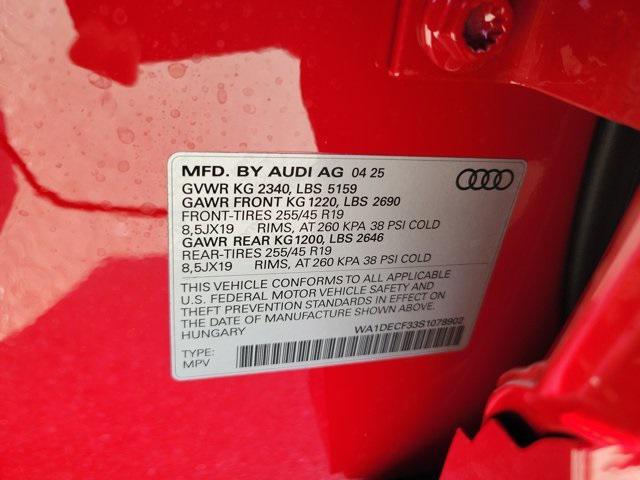 MFD. BY AUDI AG 04 25
GVWR KG 2340, LBS 5159
GAWR FRONT KG 1220, LBS 2690
FRONT-TIRES 255/45 R19
8,5JX19 RIMS, AT 260 KPA 38 PSI COLD
GAWR REAR KG1200, LBS 2646
REAR-TIRES 255/45 R19
8,5JX19 RIMS, AT 260 KPA 38 PSI COLD
THIS VEHICLE CONFORMS TO ALL APPLICABLE
U.S. FEDERAL MOTOR VEHICLE SAFETY AND
THEFT PREVENTION STANDARDS IN EFFECT ON
THE DATE OF MANUFACTURE SHOWN ABOVE.
HUNGARY WA1DECF33S1078902
TYPE:
MPV